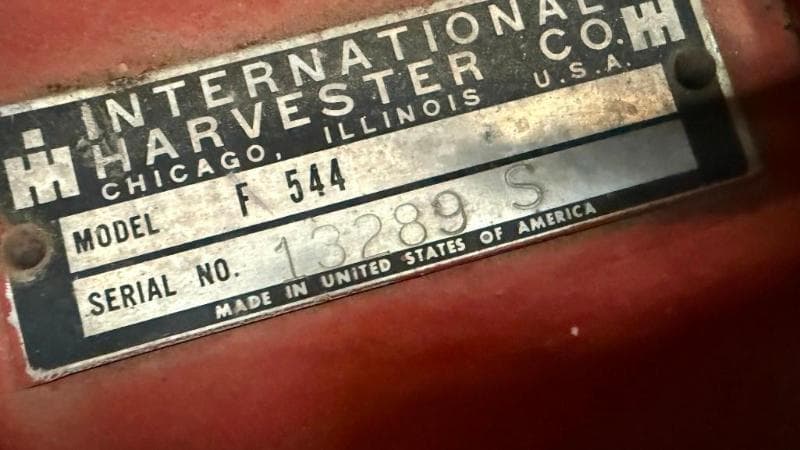 INTERNATIONAL
HARVESTER CO.
CHICAGO, ILLINOIS U.S.A.
MODEL F 544
SERIAL NO. 13289 S
MADE IN UNITED STATES OF AMERICA